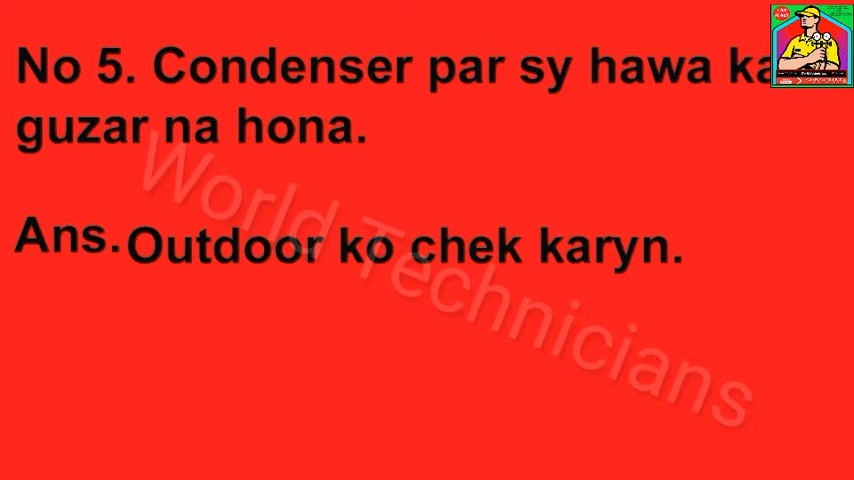 No 5. Condenser par sy hawa ka
guzar na hona.
Ans. Outdoor ko chek karyn.
World Technicians